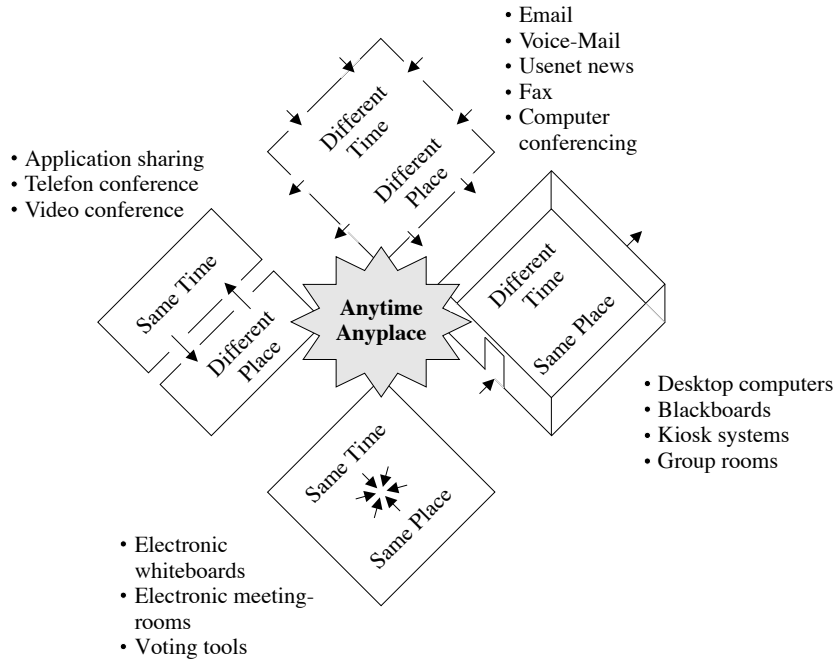 • Email
• Voice-Mail
• Usenet news
• Fax
• Computer
conferencing
Different
Time
Different
Place
• Application sharing
• Telefon conference
• Video conference
Same Time
Different
Place
Anytime
Anyplace
Different
Time
Same Place
• Desktop computers
• Blackboards
• Kiosk systems
• Group rooms
Same Time
Same Place
• Electronic
whiteboards
• Electronic meeting-
rooms
• Voting tools